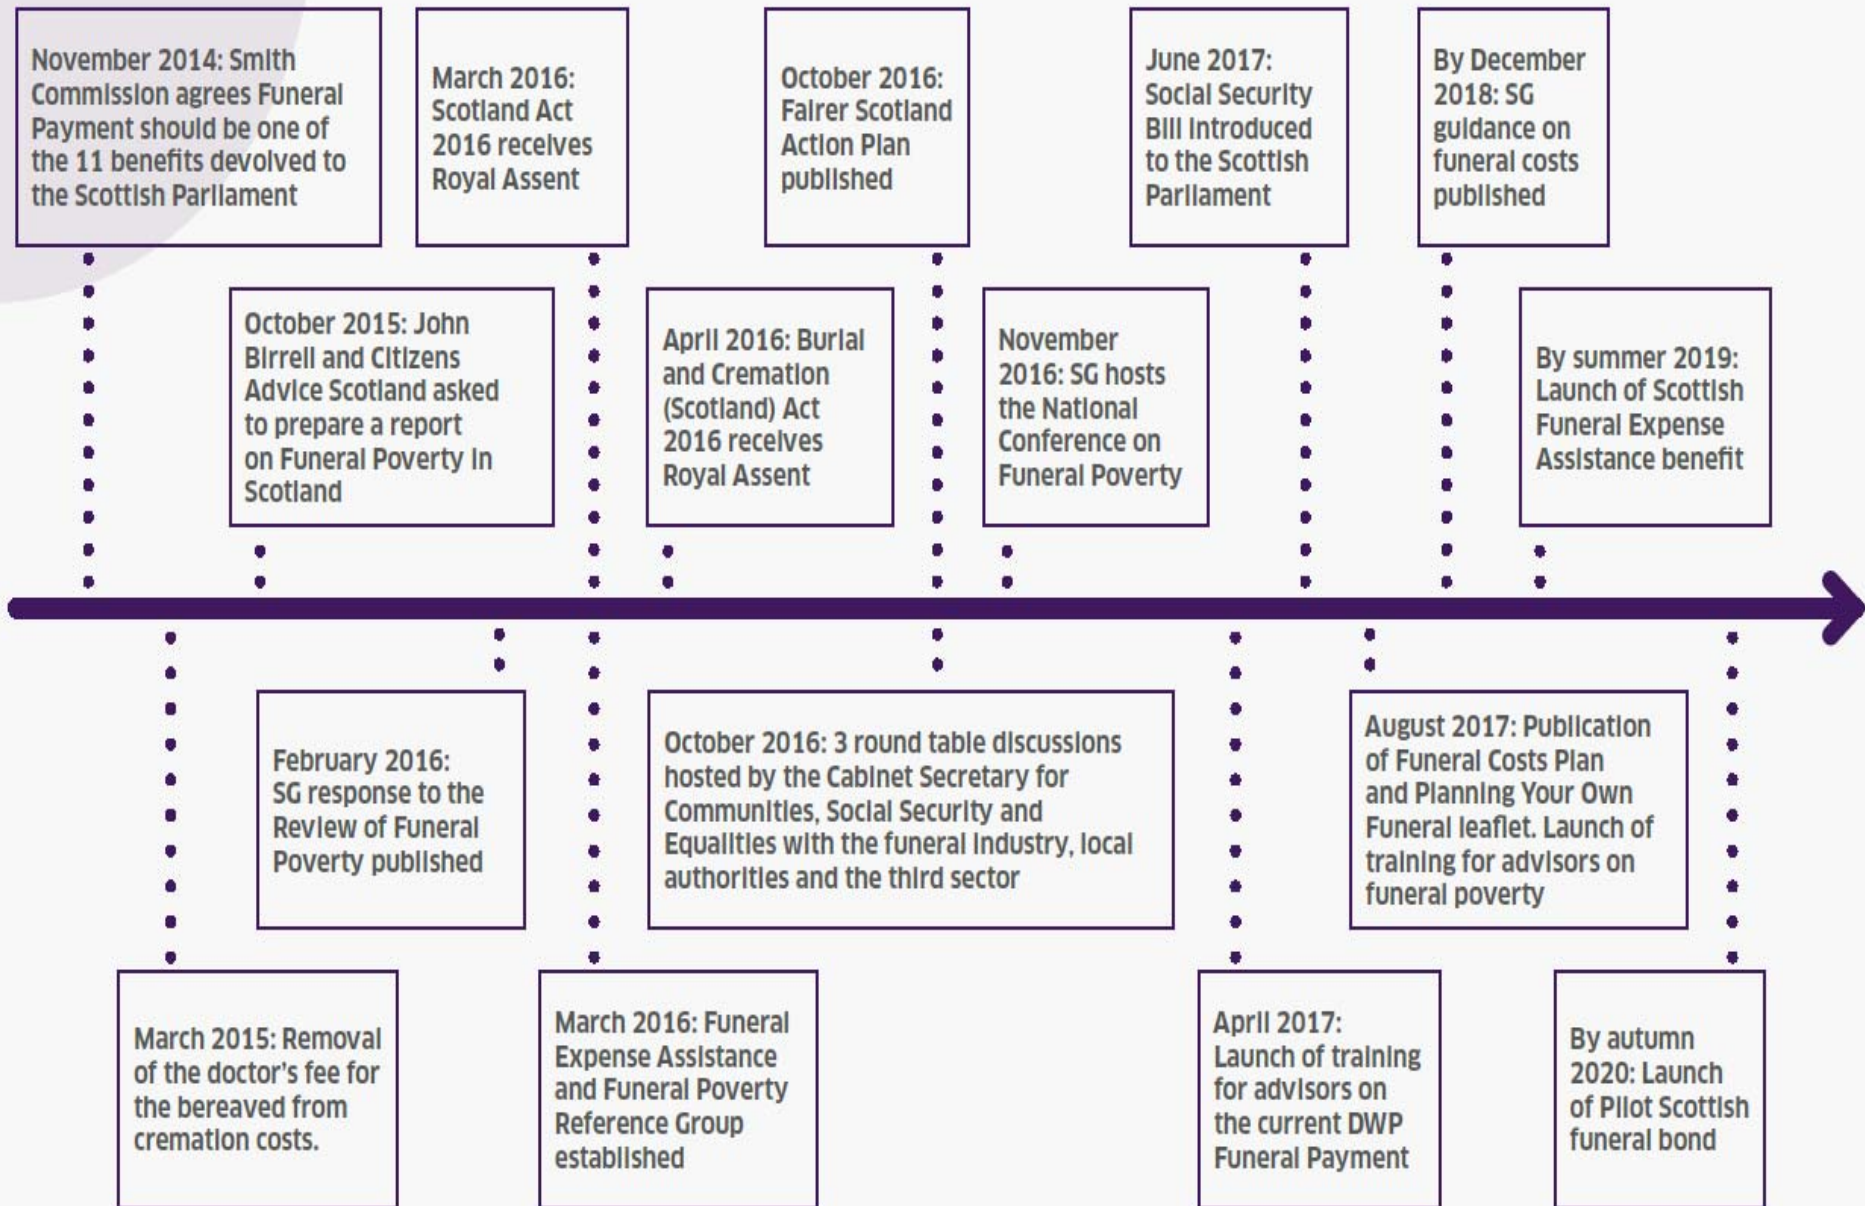 November 2014: Smith
Commission agrees Funeral
Payment should be one of
the 11 benefits devolved to
the Scottish Parliament
March 2016:
Scotland Act
2016 receives
Royal Assent
October 2016:
Fairer Scotland
Action Plan
published
June 2017:
Social Security
Bill introduced
to the Scottish
Parliament
By December
2018: SG
guidance on
funeral costs
published
October 2015: John
Birrell and Citizens
Advice Scotland asked
to prepare a report
on Funeral Poverty in
Scotland
April 2016: Burial
and Cremation
(Scotland) Act
2016 receives
Royal Assent
November
2016: SG hosts
the National
Conference on
Funeral Poverty
By summer 2019:
Launch of Scottish
Funeral Expense
Assistance benefit
February 2016:
SG response to the
Review of Funeral
Poverty published
October 2016: 3 round table discussions
hosted by the Cabinet Secretary for
Communities, Social Security and
Equalities with the funeral industry, local
authorities and the third sector
August 2017: Publication
of Funeral Costs Plan
and Planning Your Own
Funeral leaflet. Launch of
training for advisors on
funeral poverty
March 2015: Removal
of the doctor's fee for
the bereaved from
cremation costs.
March 2016: Funeral
Expense Assistance
and Funeral Poverty
Reference Group
established
April 2017:
Launch of training
for advisors on
the current DWP
Funeral Payment
By autumn
2020: Launch
of Pilot Scottish
funeral bond